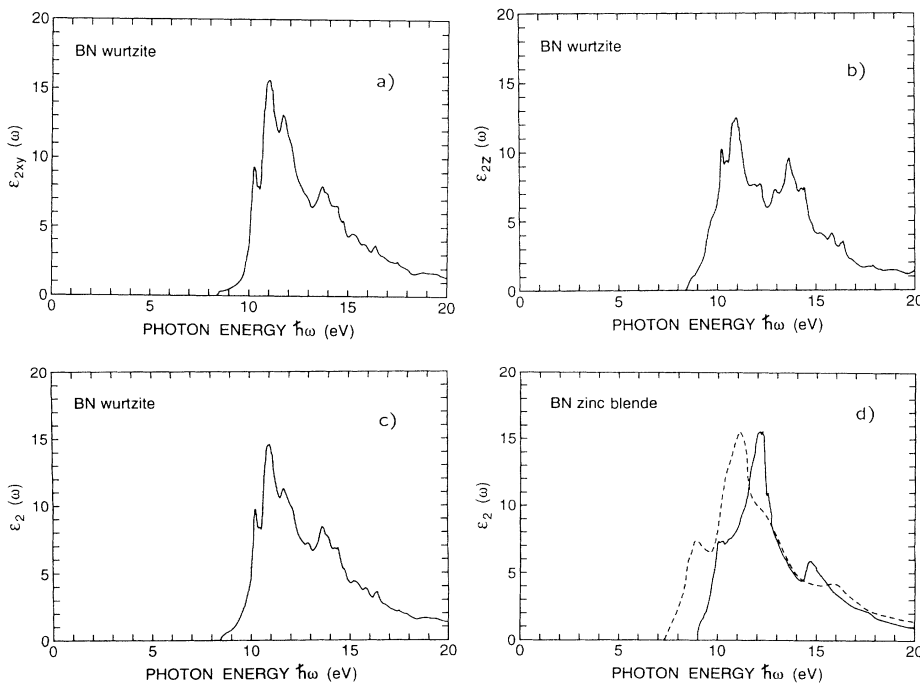 20
15
10
5
0
ε2xy (ω)
BN wurtzite
a)
0 5 10 15 20
PHOTON ENERGY ħω (eV)
20
15
10
5
0
ε2Z (ω)
BN wurtzite
b)
0 5 10 15 20
PHOTON ENERGY ħω (eV)
20
15
10
5
0
ε2 (ω)
BN wurtzite
c)
0 5 10 15 20
PHOTON ENERGY ħω (eV)
20
15
10
5
0
ε2 (ω)
BN zinc blende
d)
0 5 10 15 20
PHOTON ENERGY ħω (eV)